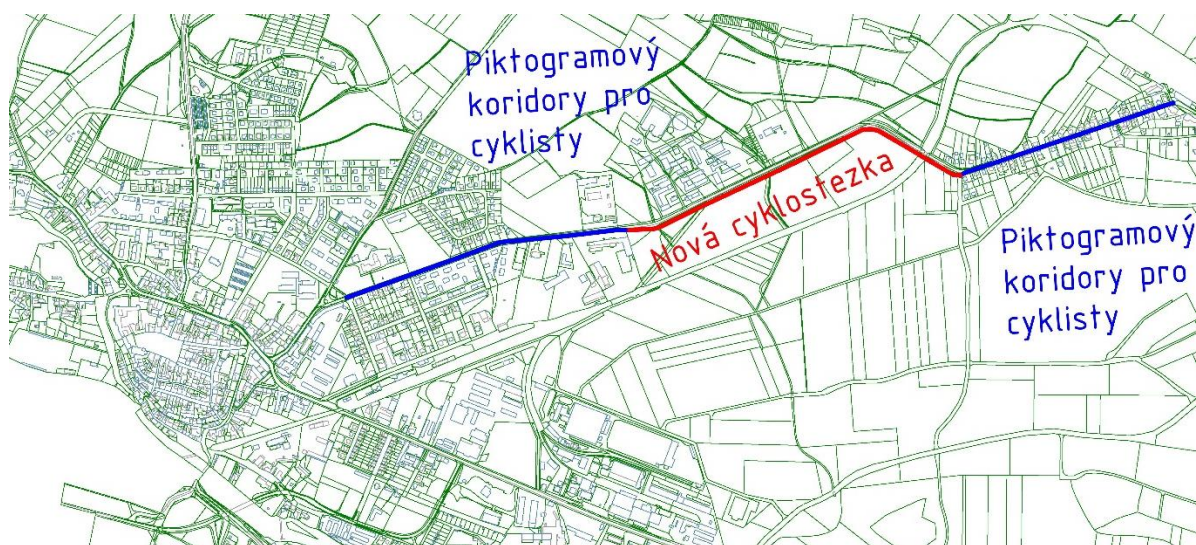 Piktogramový
koridory pro
cyklisty
Nová cyklostezka
Piktogramový
koridory pro
cyklisty